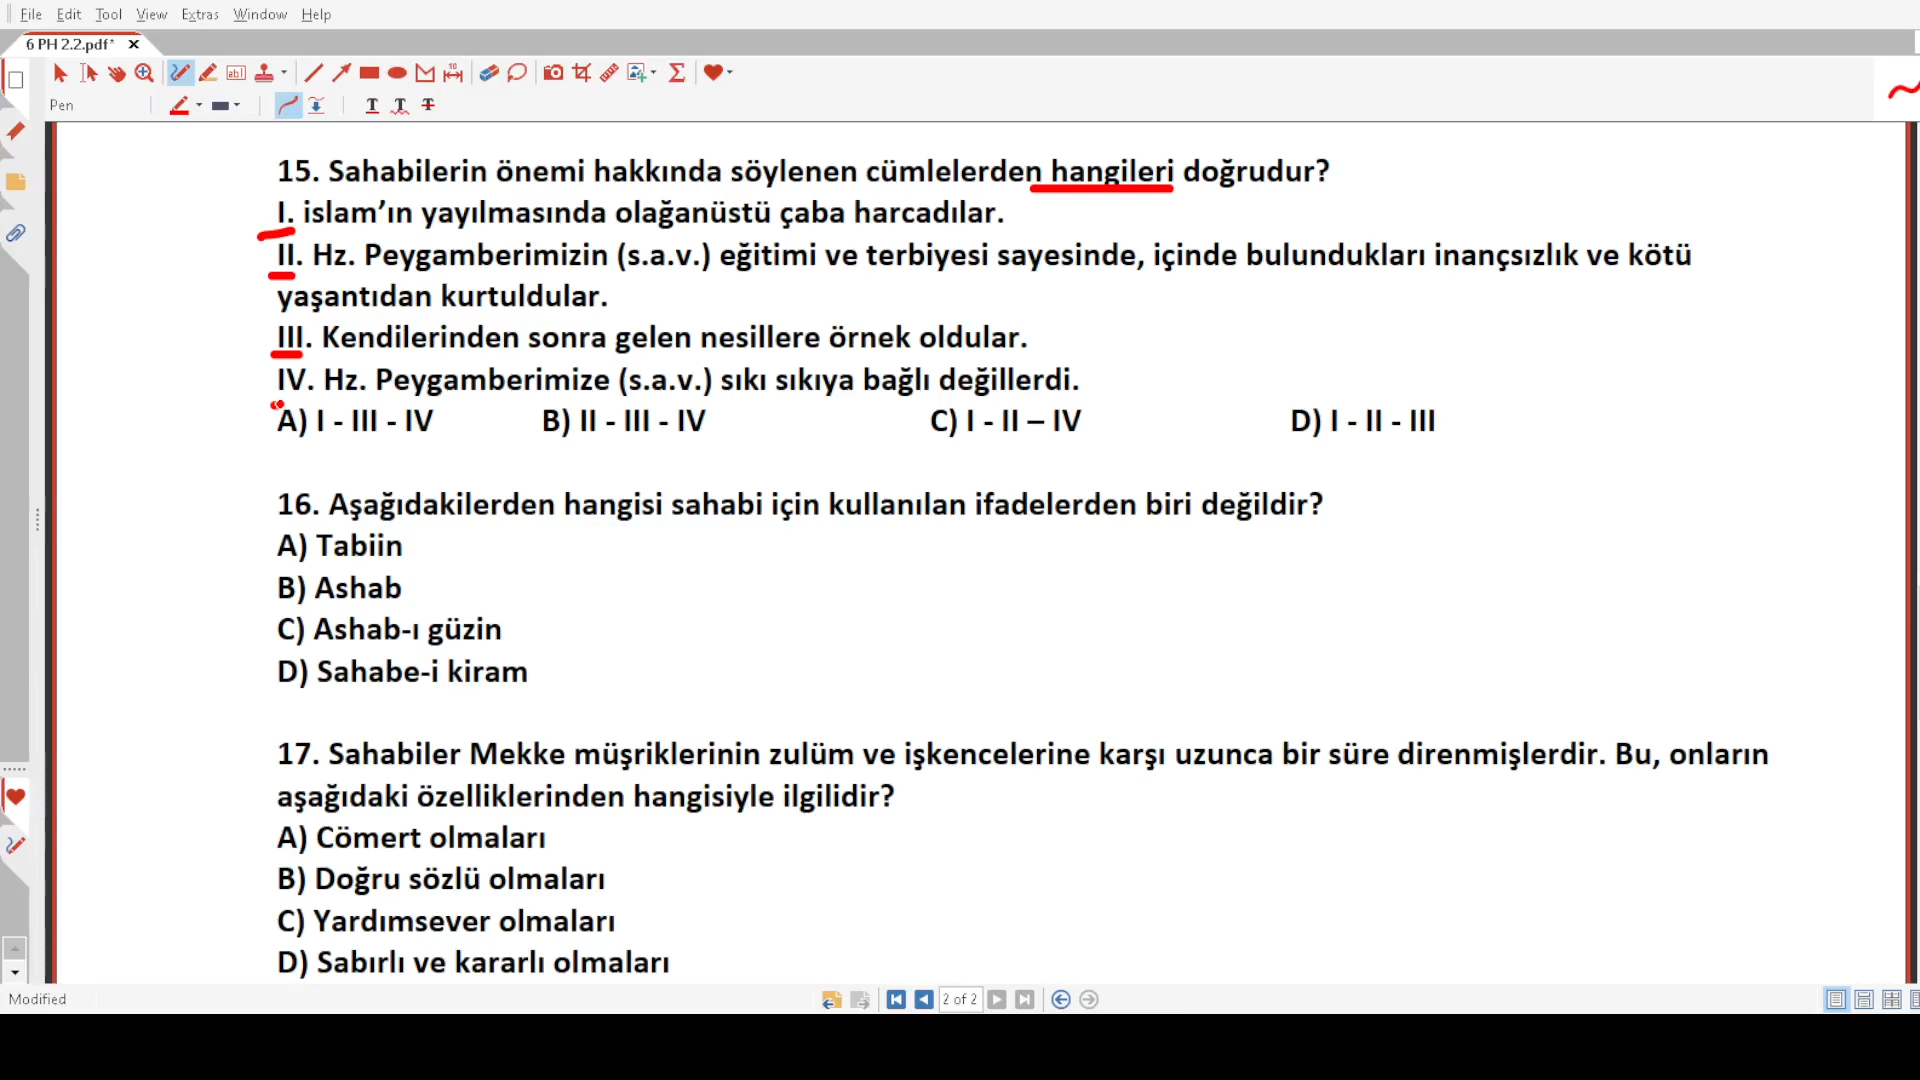 File Edit Tool View Extras Window Help
6 PH 2.2.pdf*
Pen
15. Sahabilerin önemi hakkında söylenen cümlelerden hangileri doğrudur?
I. islam’ın yayılmasında olağanüstü çaba harcadılar.
II. Hz. Peygamberimizin (s.a.v.) eğitimi ve terbiyesi sayesinde, içinde bulundukları inançsızlık ve kötü
yaşantıdan kurtuldular.
III. Kendilerinden sonra gelen nesillere örnek oldular.
IV. Hz. Peygamberimize (s.a.v.) sıkı sıkıya bağlı değillerdi.
A) I - III - IV B) II - III - IV C) I - II – IV D) I - II - III
16. Aşağıdakilerden hangisi sahabi için kullanılan ifadelerden biri değildir?
A) Tabiin
B) Ashab
C) Ashab-ı güzin
D) Sahabe-i kiram
17. Sahabiler Mekke müşriklerinin zulüm ve işkencelerine karşı uzunca bir süre direnmişlerdir. Bu, onların
aşağıdaki özelliklerinden hangisiyle ilgilidir?
A) Cömert olmaları
B) Doğru sözlü olmaları
C) Yardımsever olmaları
D) Sabırlı ve kararlı olmaları
Modified 2 of 2